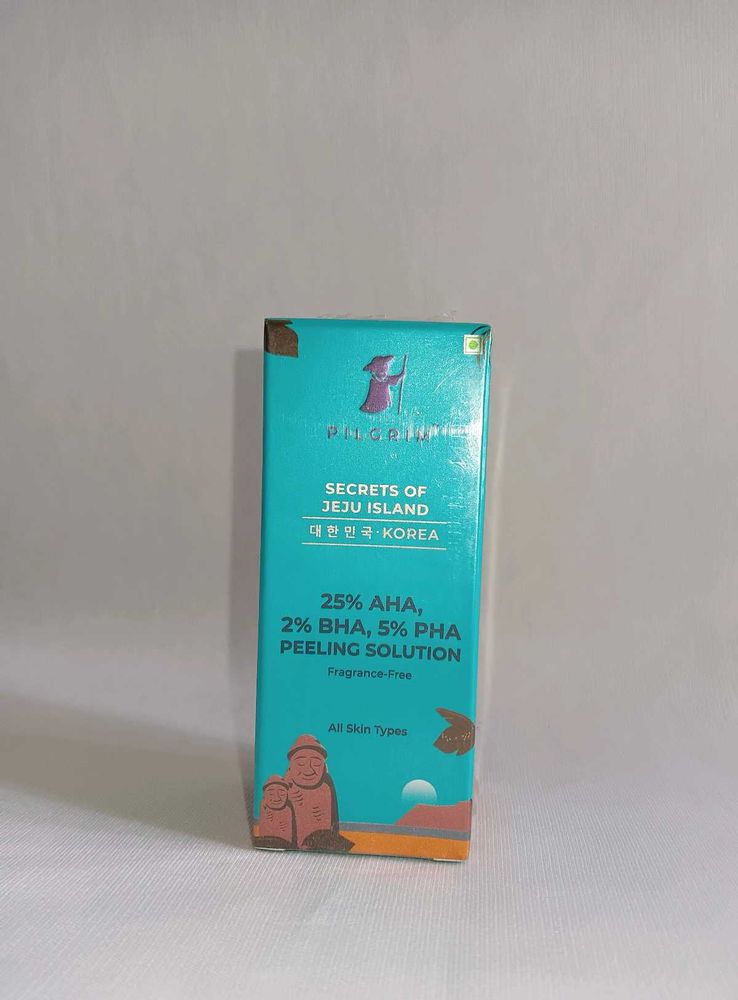 PILGRIM
SECRETS OF
JEJU ISLAND
대한민국·KOREA
25% AHA,
2% BHA, 5% PHA
PEELING SOLUTION
Fragrance-Free
All Skin Types